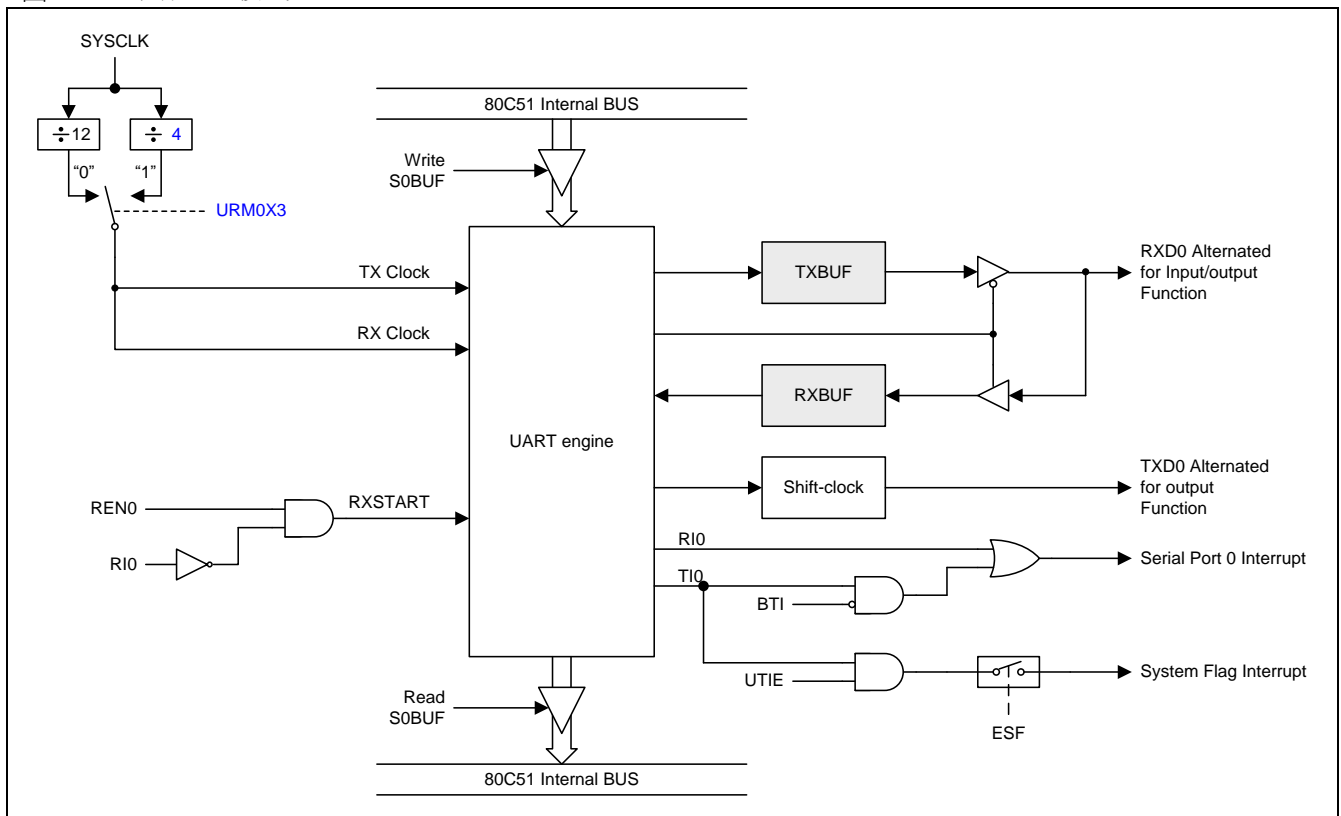 SYSCLK
÷12
÷ 4
“0”
“1”
URM0X3
80C51 Internal BUS
Write
S0BUF
TX Clock
RX Clock
UART engine
TXBUF
RXD0 Alternated
for Input/output
Function
RXBUF
Shift-clock
TXD0 Alternated
for output
Function
REN0
RI0
RXSTART
RI0
TI0
BTI
Serial Port 0 Interrupt
UTIE
ESF
System Flag Interrupt
Read
S0BUF
80C51 Internal BUS